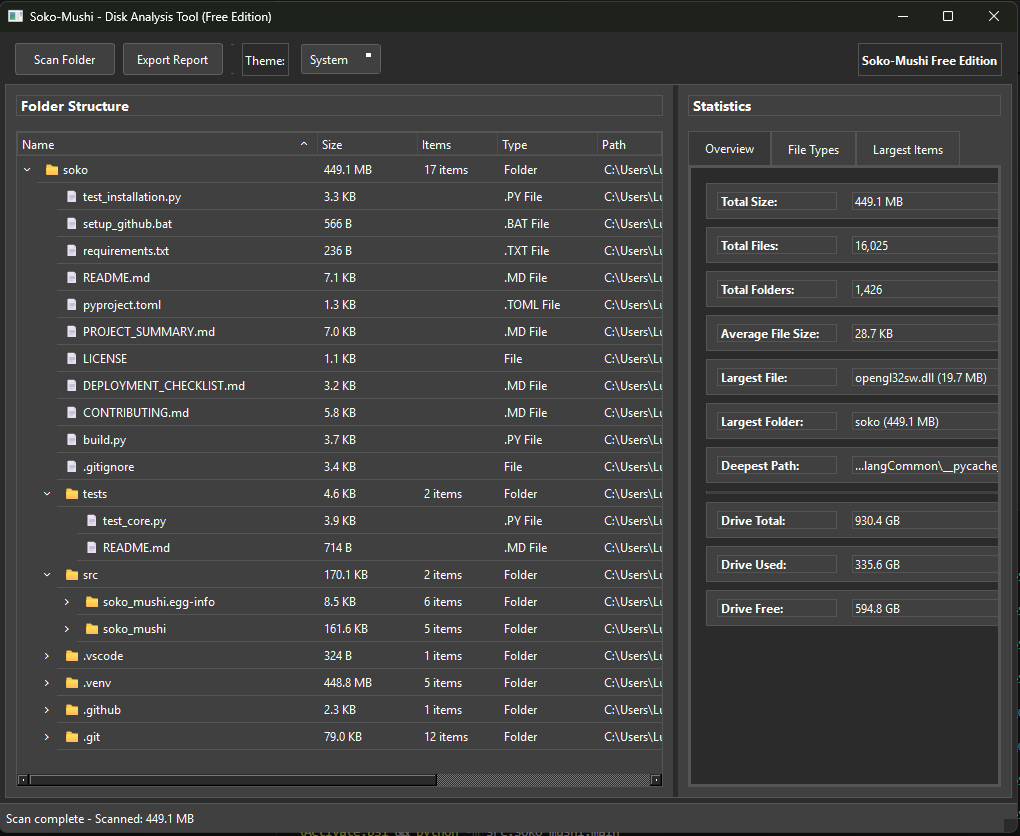 Soko-Mushi - Disk Analysis Tool (Free Edition)
Scan Folder Export Report Theme: System Soko-Mushi Free Edition
Folder Structure
Name Size Items Type Path
soko 449.1 MB 17 items Folder C:\Users\Lu
test_installation.py 3.3 KB .PY File C:\Users\Lu
setup_github.bat 566 B .BAT File C:\Users\Lu
requirements.txt 236 B .TXT File C:\Users\Lu
README.md 7.1 KB .MD File C:\Users\Lu
pyproject.toml 1.3 KB .TOML File C:\Users\Lu
PROJECT_SUMMARY.md 7.0 KB .MD File C:\Users\Lu
LICENSE 1.1 KB File C:\Users\Lu
DEPLOYMENT_CHECKLIST.md 3.2 KB .MD File C:\Users\Lu
CONTRIBUTING.md 5.8 KB .MD File C:\Users\Lu
build.py 3.7 KB .PY File C:\Users\Lu
.gitignore 3.4 KB File C:\Users\Lu
tests 4.6 KB 2 items Folder C:\Users\Lu
test_core.py 3.9 KB .PY File C:\Users\Lu
README.md 714 B .MD File C:\Users\Lu
src 170.1 KB 2 items Folder C:\Users\Lu
soko_mushi.egg-info 8.5 KB 6 items Folder C:\Users\Lu
soko_mushi 161.6 KB 5 items Folder C:\Users\Lu
.vscode 324 B 1 items Folder C:\Users\Lu
.venv 448.8 MB 5 items Folder C:\Users\Lu
.github 2.3 KB 1 items Folder C:\Users\Lu
.git 79.0 KB 12 items Folder C:\Users\Lu
Statistics
Overview File Types Largest Items
Total Size: 449.1 MB
Total Files: 16,025
Total Folders: 1,426
Average File Size: 28.7 KB
Largest File: opengl32sw.dll (19.7 MB)
Largest Folder: soko (449.1 MB)
Deepest Path: ...langCommon\__pycache_
Drive Total: 930.4 GB
Drive Used: 335.6 GB
Drive Free: 594.8 GB
Scan complete - Scanned: 449.1 MB